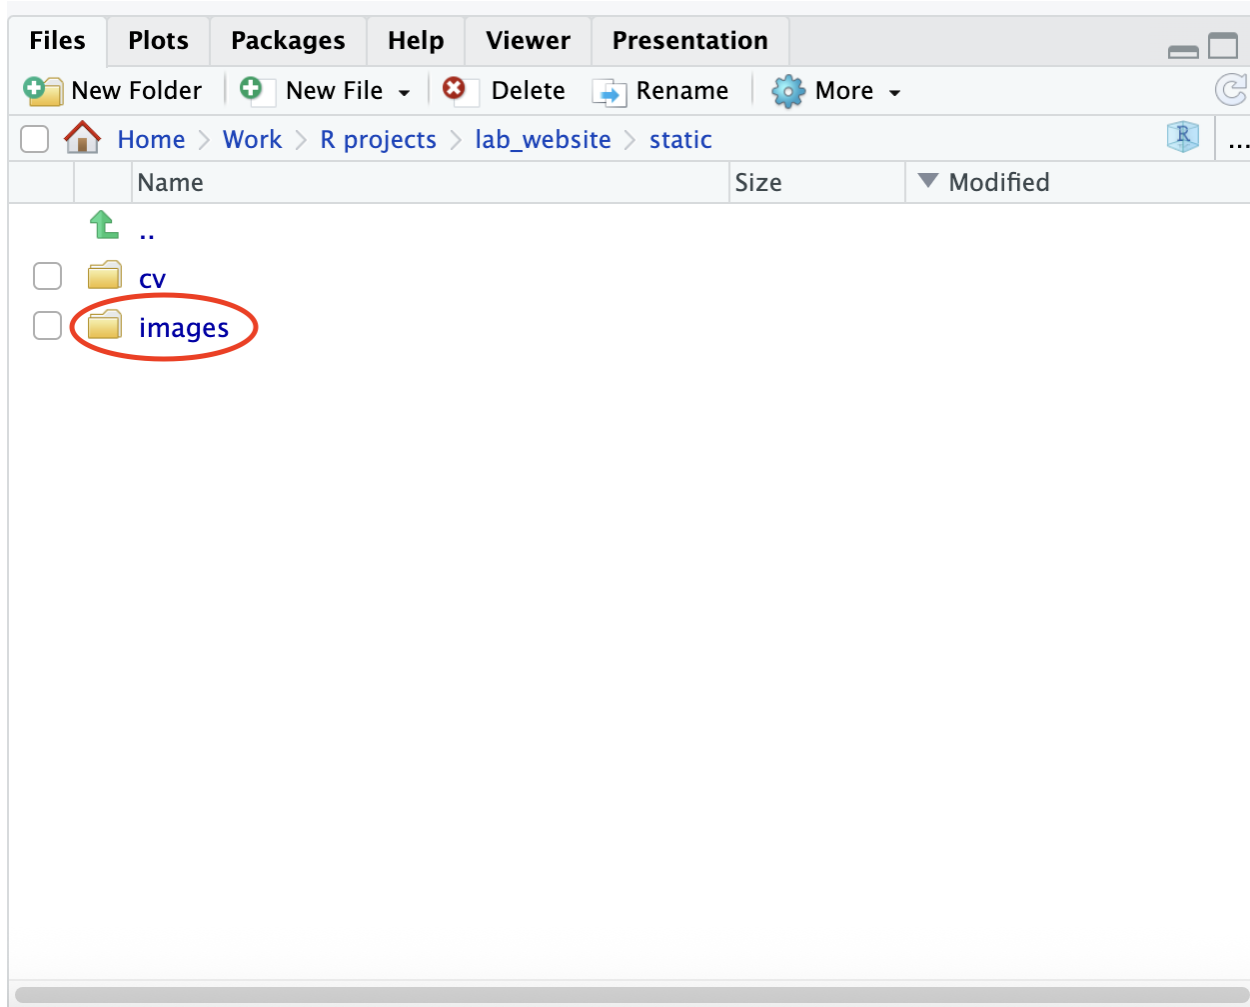 Files Plots Packages Help Viewer Presentation
New Folder New File Delete Rename More
Home Work R projects lab_website static R ...
Name Size Modified
..
cv
images